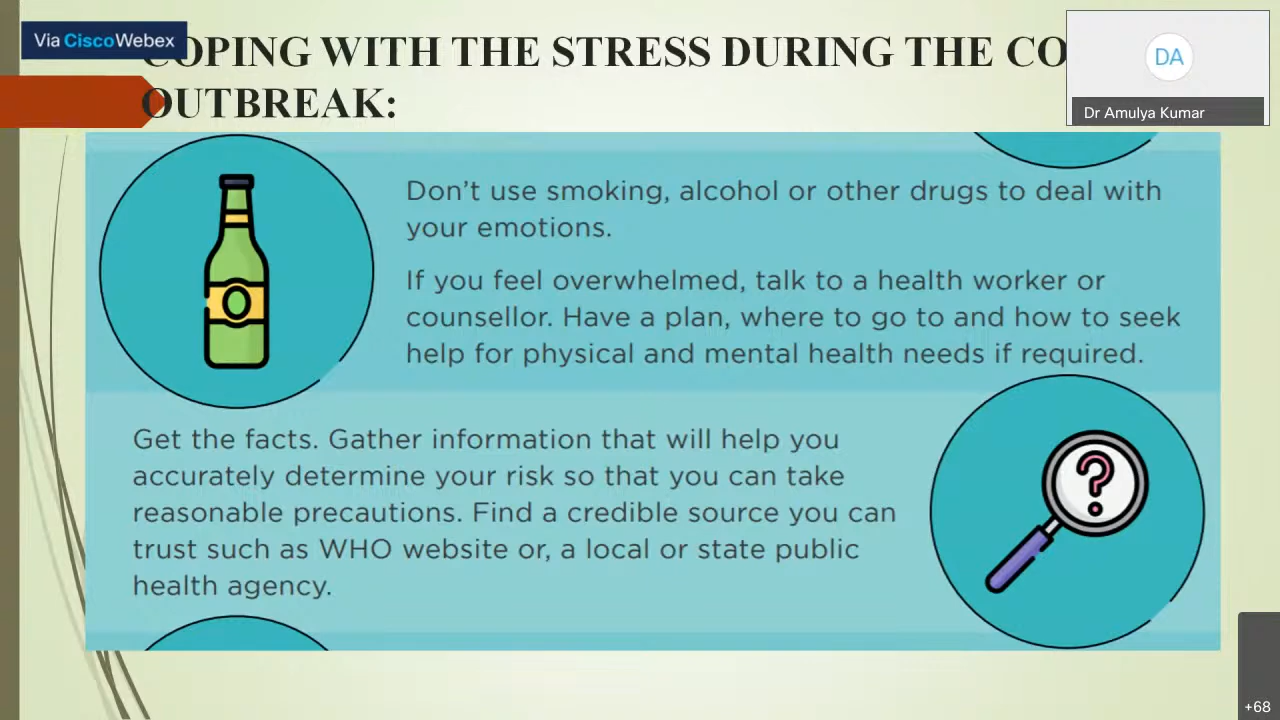 Via Cisco Webex
COPING WITH THE STRESS DURING THE CO
OUTBREAK:
DA
Dr Amulya Kumar
Don't use smoking, alcohol or other drugs to deal with
your emotions.
If you feel overwhelmed, talk to a health worker or
counsellor. Have a plan, where to go to and how to seek
help for physical and mental health needs if required.
Get the facts. Gather information that will help you
accurately determine your risk so that you can take
reasonable precautions. Find a credible source you can
trust such as WHO website or, a local or state public
health agency.
+68